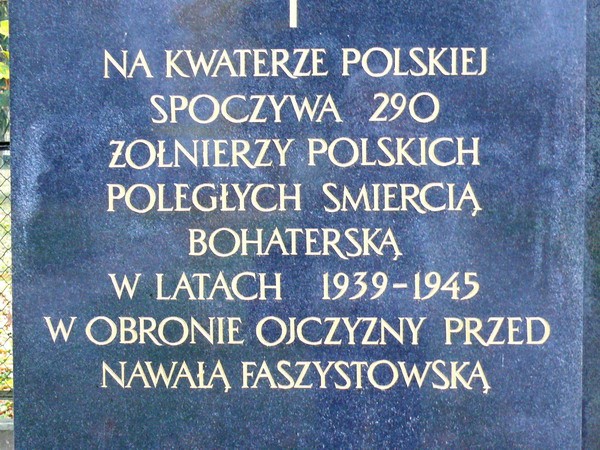 NA KWATERZE POLSKIEJ
SPOCZYWA 290
ŻOŁNIERZY POLSKICH
POLEGŁYCH SMIERCIĄ
BOHATERSKĄ
W LATACH 1939-1945
W OBRONIE OJCZYZNY PRZED
NAWAŁĄ FASZYSTOWSKĄ